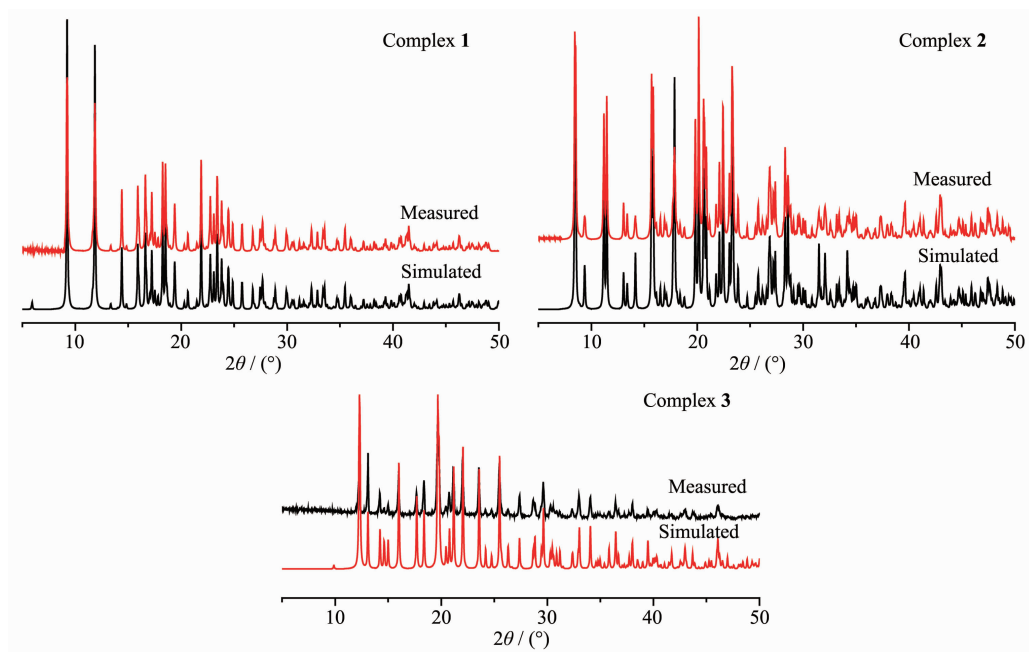 Complex 1
Measured
Simulated
10 20 30 40 50
2θ / (°)
Complex 2
Measured
Simulated
10 20 30 40 50
2θ / (°)
Complex 3
Measured
Simulated
10 20 30 40 50
2θ / (°)